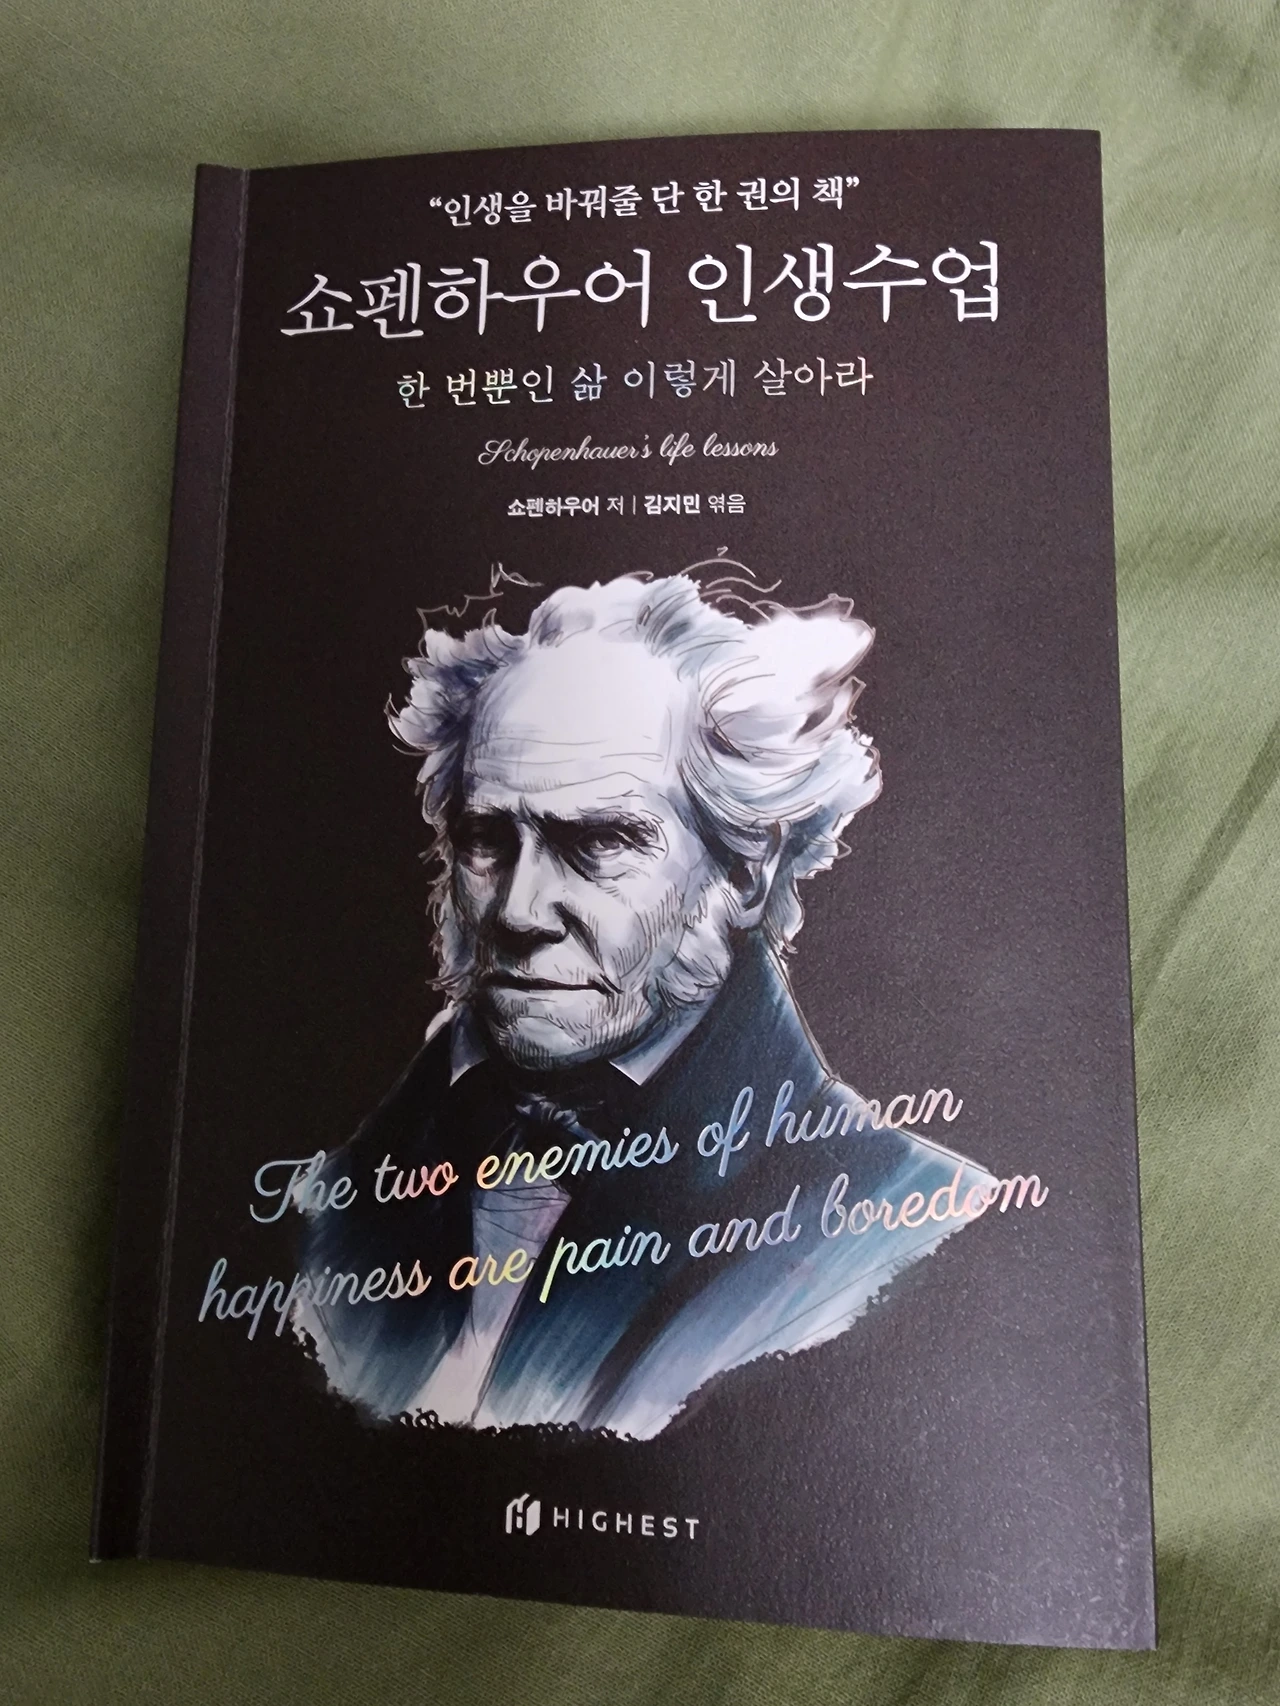 “인생을 바꿔줄 단 한 권의 책”
쇼펜하우어 인생수업
한 번뿐인 삶 이렇게 살아라
Schopenhauer's life lessons
쇼펜하우어 저 | 김지민 엮음
The two enemies of human
happiness are pain and boredom
HIGHEST